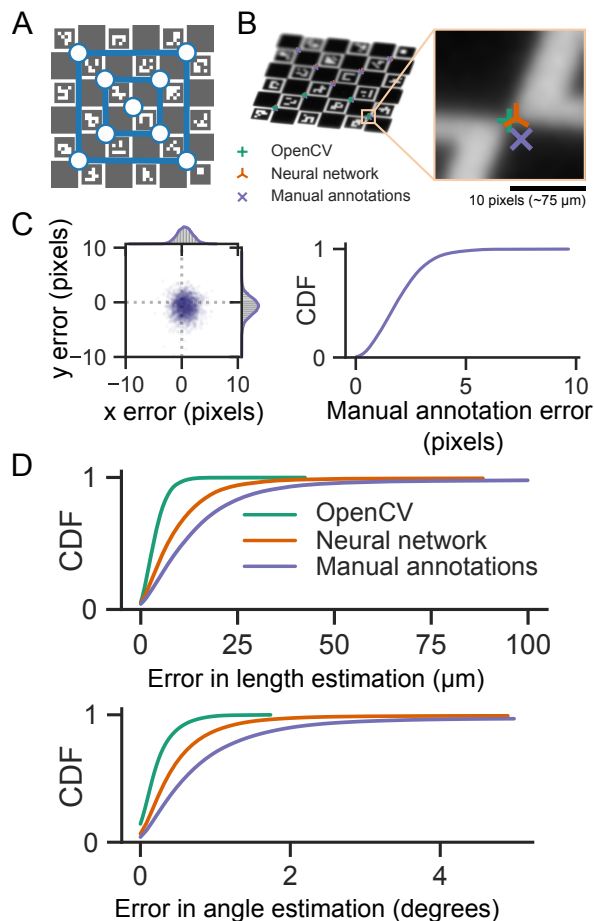 A
B
OpenCV
Neural network
Manual annotations
10 pixels (~75 µm)
C
y error (pixels)
10
0
−10
−10
0
10
x error (pixels)
CDF
1
0
0
5
10
Manual annotation error
(pixels)
D
CDF
1
0
OpenCV
Neural network
Manual annotations
0
25
50
75
100
Error in length estimation (µm)
CDF
1
0
0
2
4
Error in angle estimation (degrees)